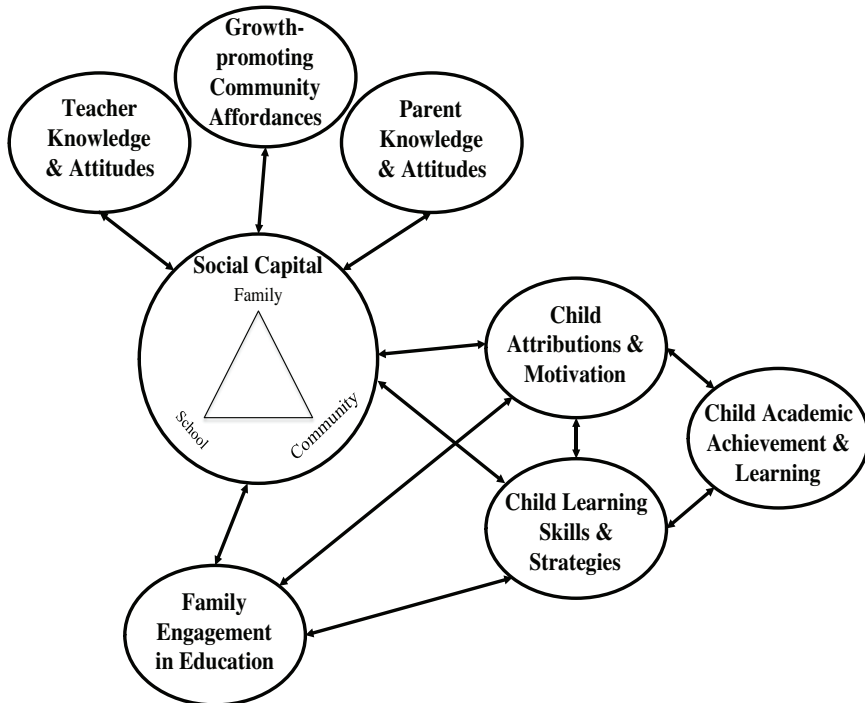 Growth-
promoting
Community
Affordances
Teacher
Knowledge
& Attitudes
Parent
Knowledge
& Attitudes
Social Capital
Family
School
Community
Child
Attributions &
Motivation
Child Academic
Achievement &
Learning
Child Learning
Skills &
Strategies
Family
Engagement
in Education